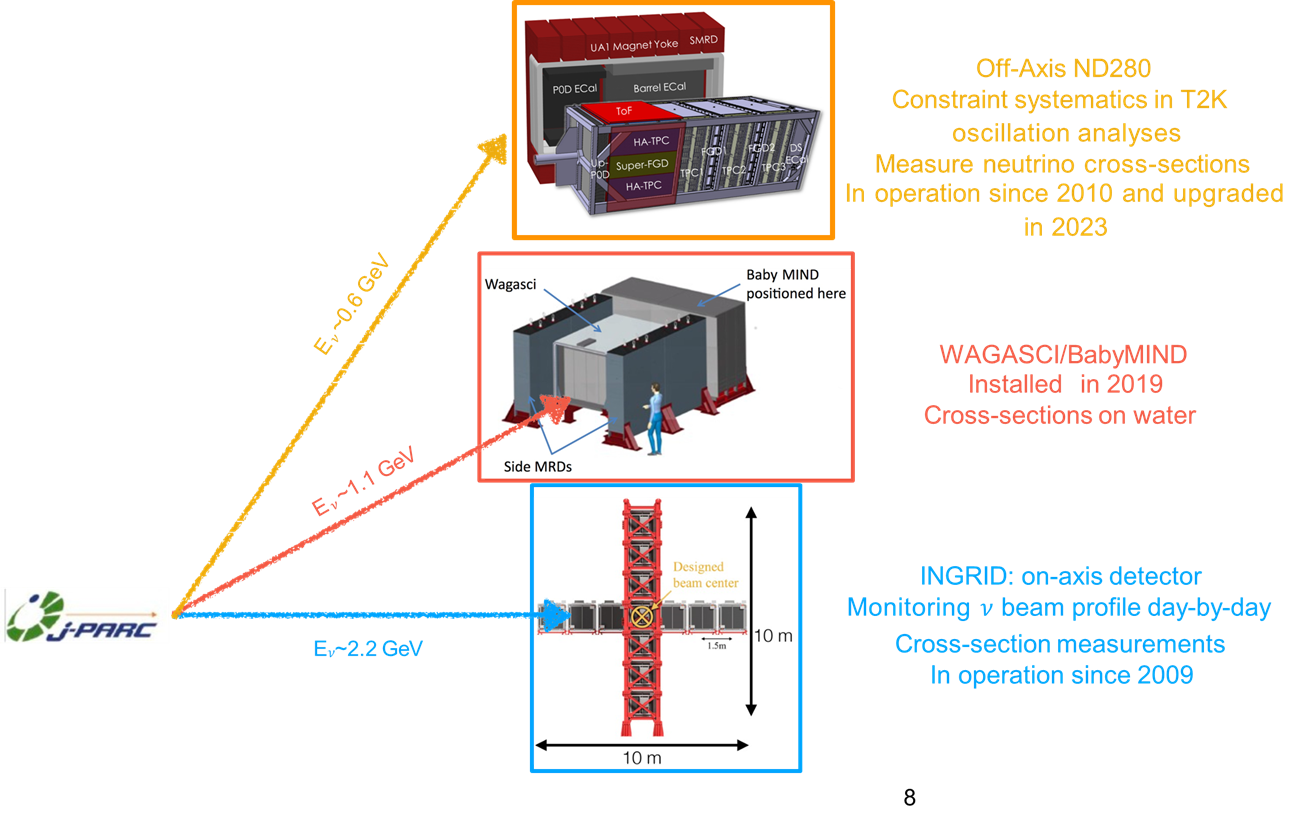 UA1 Magnet Yoke
SMRD
P0D ECal
Barrel ECal
ToF
HA-TPC
Super-FGD
HA-TPC
Up-
P0D
TPC1
FGD1
TPC2
FGD2
TPC3
DS
ECal
Off-Axis ND280
Constraint systematics in T2K
oscillation analyses
Measure neutrino cross-sections
In operation since 2010 and upgraded
in 2023
Eν~0.6 GeV
Wagasci
Baby MIND
positioned here
Side MRDs
WAGASCI/BabyMIND
Installed in 2019
Cross-sections on water
Eν~1.1 GeV
j-PARC
Eν~2.2 GeV
Designed
beam center
1.5m
10 m
10 m
INGRID: on-axis detector
Monitoring ν beam profile day-by-day
Cross-section measurements
In operation since 2009
8